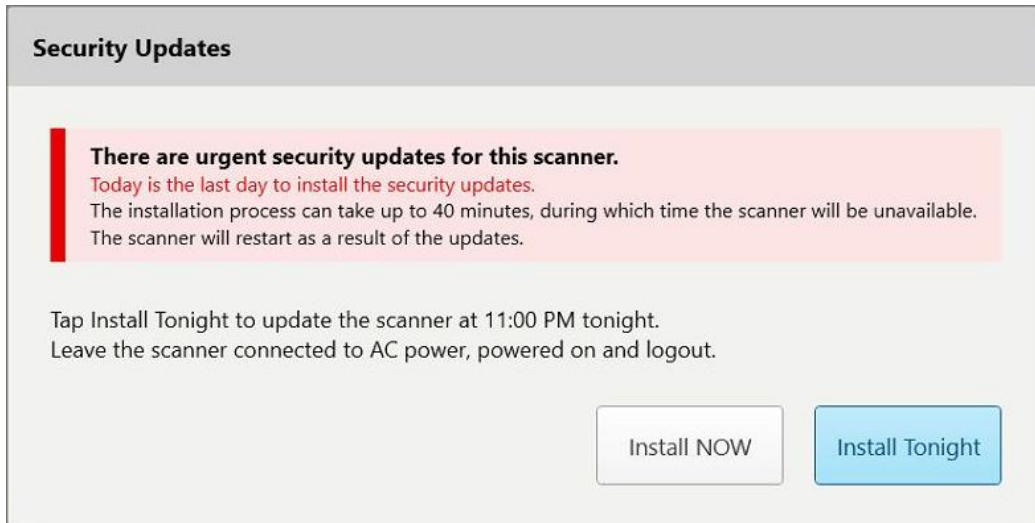 Security Updates
There are urgent security updates for this scanner.
Today is the last day to install the security updates.
The installation process can take up to 40 minutes, during which time the scanner will be unavailable.
The scanner will restart as a result of the updates.
Tap Install Tonight to update the scanner at 11:00 PM tonight.
Leave the scanner connected to AC power, powered on and logout.
Install NOW
Install Tonight